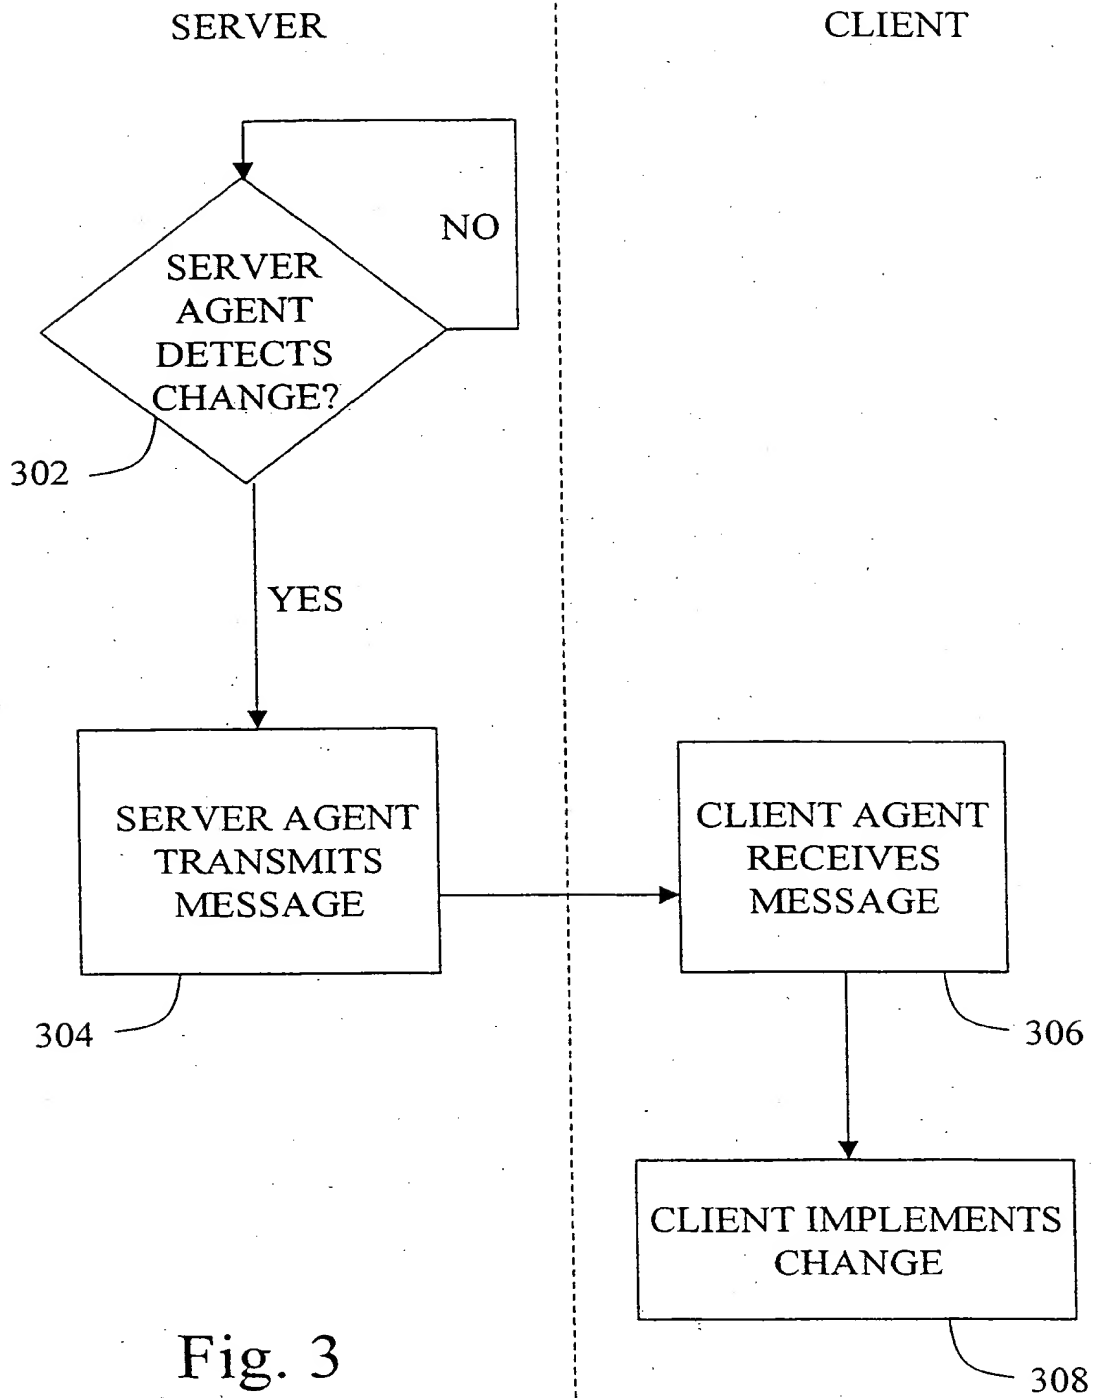 SERVER
CLIENT
NO
SERVER
AGENT
DETECTS
CHANGE?
302
YES
SERVER AGENT
TRANSMITS
MESSAGE
304
CLIENT AGENT
RECEIVES
MESSAGE
306
CLIENT IMPLEMENTS
CHANGE
308
Fig. 3